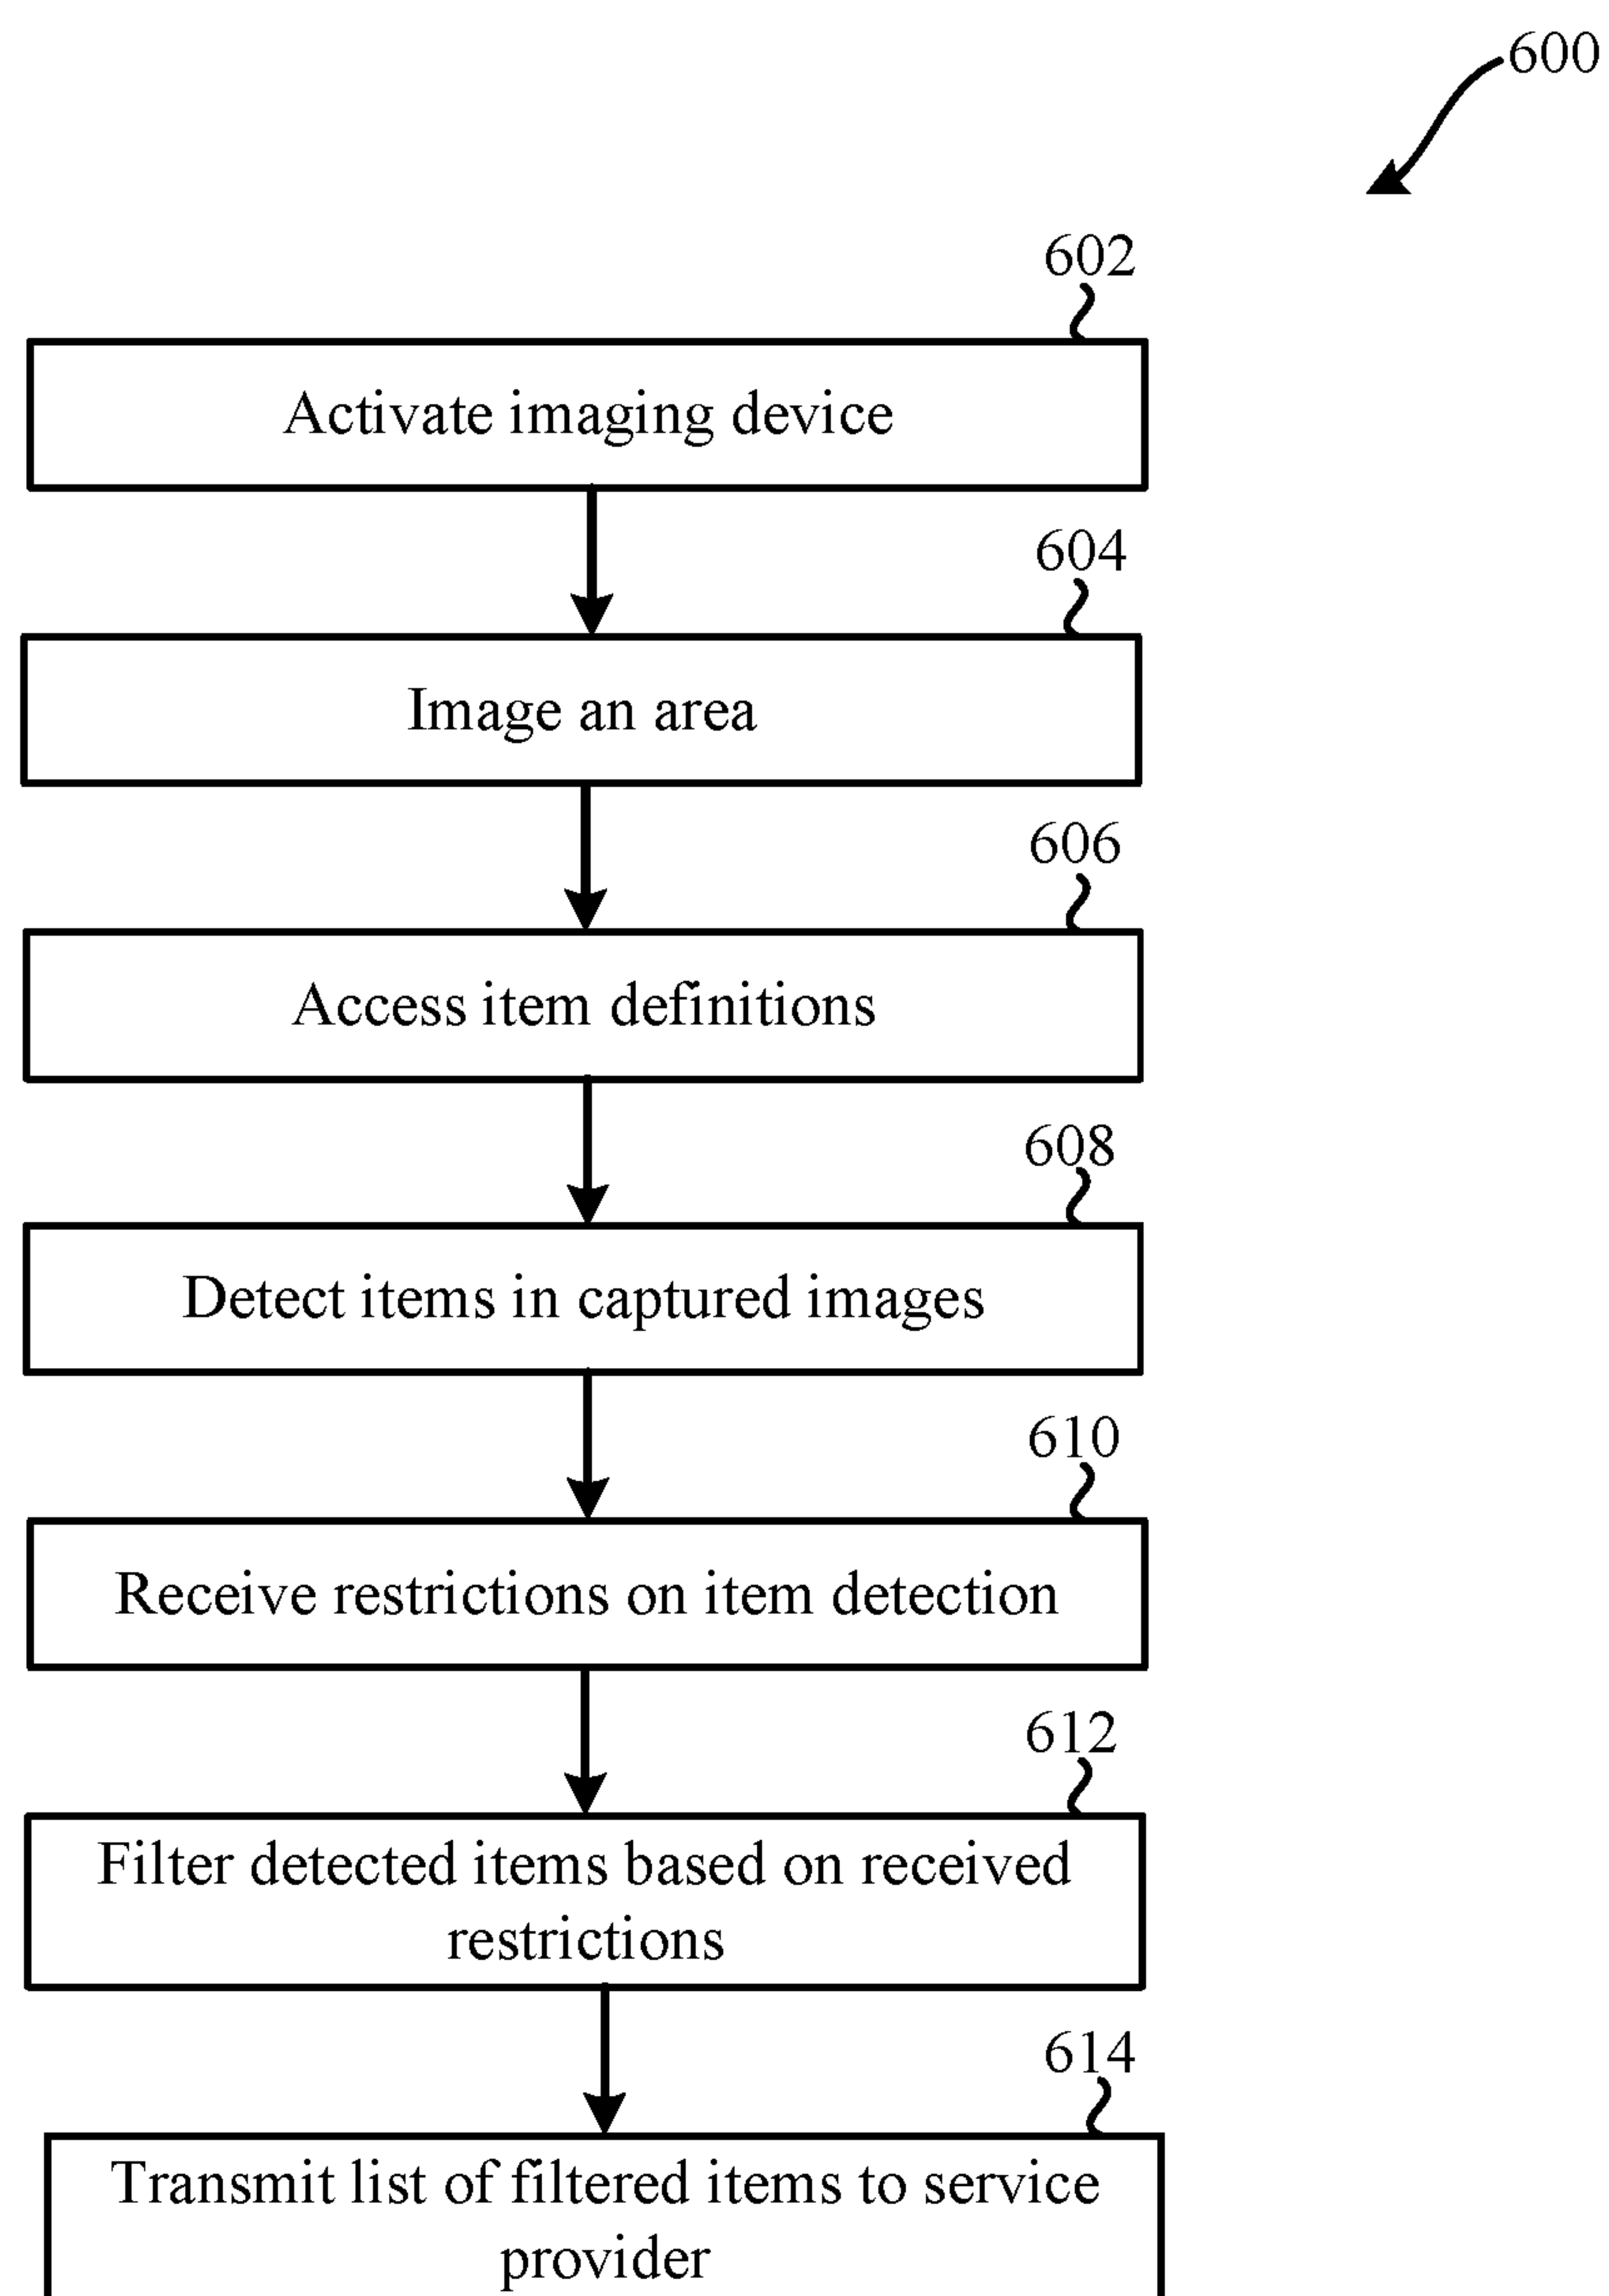 600
602
Activate imaging device
604
Image an area
606
Access item definitions
608
Detect items in captured images
610
Receive restrictions on item detection
612
Filter detected items based on received
restrictions
614
Transmit list of filtered items to service
provider